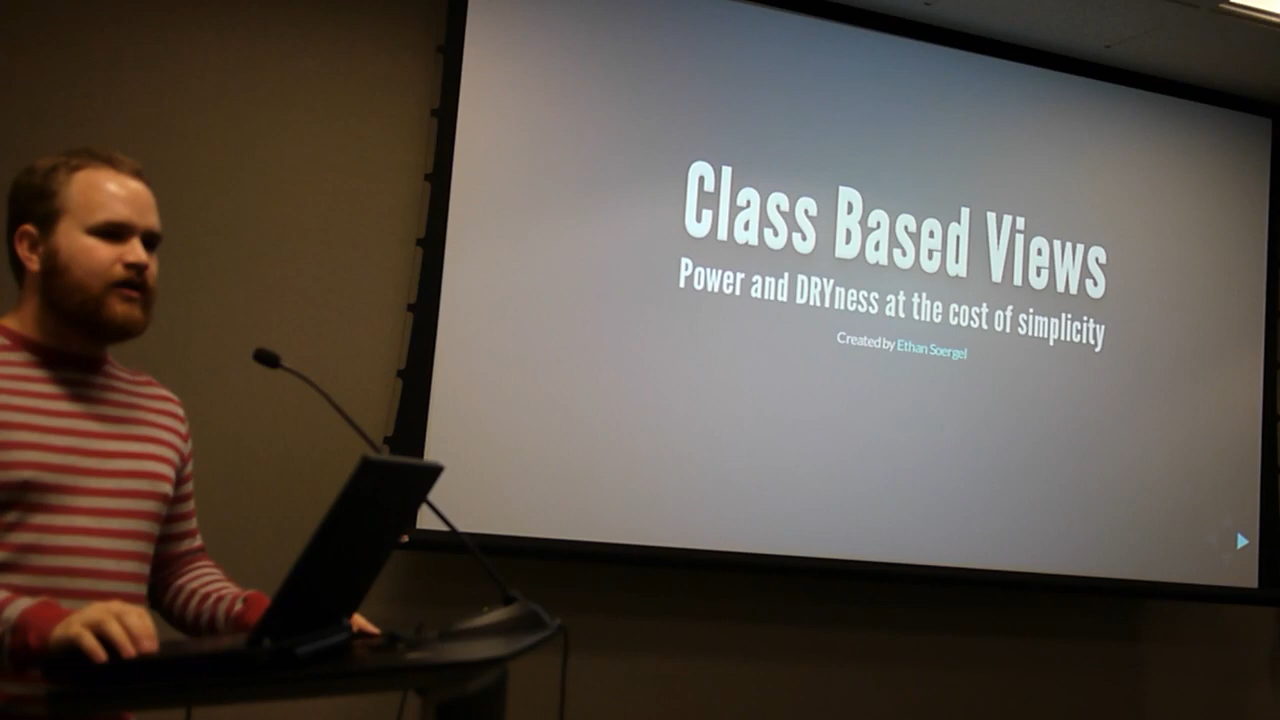 Class Based Views
Power and DRYness at the cost of simplicity
Created by Ethan Soergel